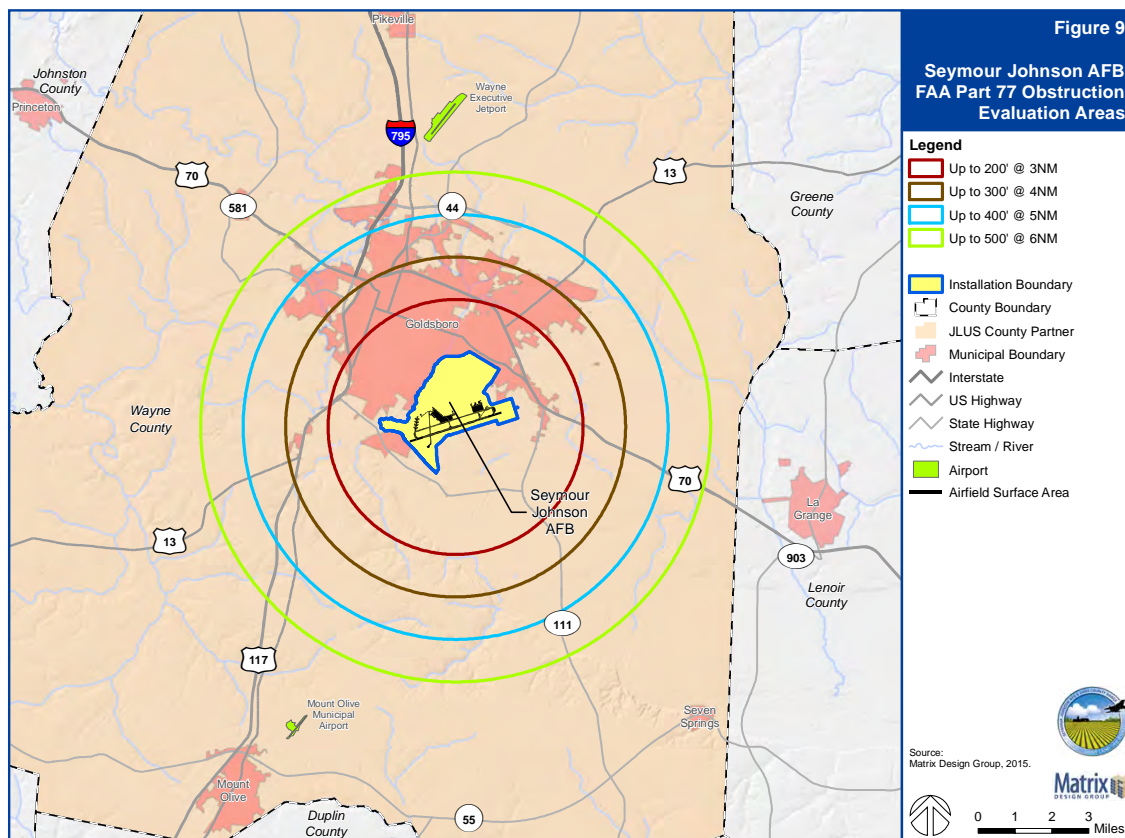 Figure 9
Seymour Johnson AFB
FAA Part 77 Obstruction
Evaluation Areas
Legend
Up to 200' @ 3NM
Up to 300' @ 4NM
Up to 400' @ 5NM
Up to 500' @ 6NM
Installation Boundary
County Boundary
JLUS County Partner
Municipal Boundary
Interstate
US Highway
State Highway
Stream / River
Airport
Airfield Surface Area
Source:
Matrix Design Group, 2015.
Matrix
DESIGN GROUP
0 1 2 3
Miles
Pikeville
Johnston
County
Princeton
Wayne
Executive
Jetport
795
70
581
44
13
Greene
County
Goldsboro
Wayne
County
Seymour
Johnson
AFB
70
La
Grange
903
13
Lenoir
County
111
117
Mount Olive
Municipal
Airport
Seven
Springs
Mount
Olive
Duplin
County
55